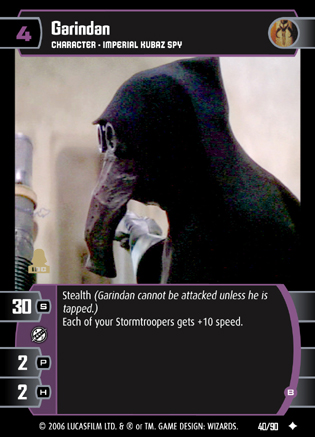 4
Garindan
CHARACTER • IMPERIAL KUBAZ SPY
30 S
Stealth (Garindan cannot be attacked unless he is
tapped.)
Each of your Stormtroopers gets +10 speed.
2 P
2 H
B
© 2006 LUCASFILM LTD. & ® or TM. GAME DESIGN: WIZARDS. 40/90